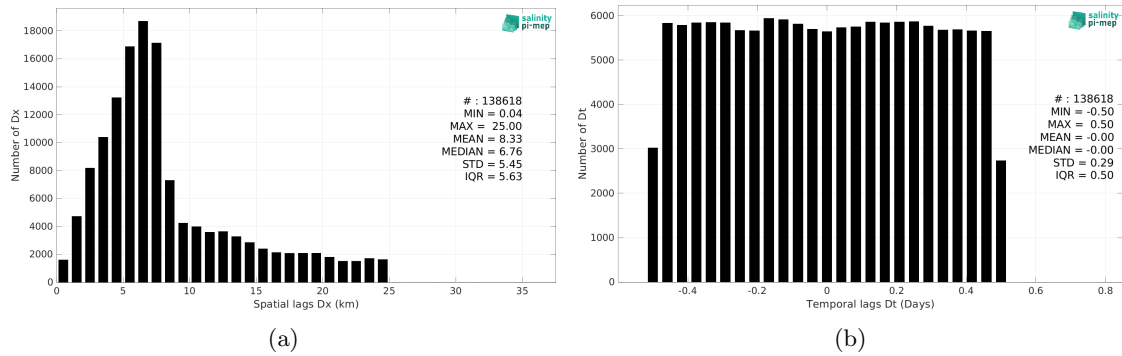 salinity
pi-mep
18000
16000
14000
12000
10000
8000
6000
4000
2000
0
Number of Dx
# : 138618
MIN = 0.04
MAX = 25.00
MEAN = 8.33
MEDIAN = 6.76
STD = 5.45
IQR = 5.63
0 5 10 15 20 25 30 35
Spatial lags Dx (km)
(a)
salinity
pi-mep
6000
5000
4000
3000
2000
1000
0
Number of Dt
# : 138618
MIN = -0.50
MAX = 0.50
MEAN = -0.00
MEDIAN = -0.00
STD = 0.29
IQR = 0.50
-0.4 -0.2 0 0.2 0.4 0.6 0.8
Temporal lags Dt (Days)
(b)